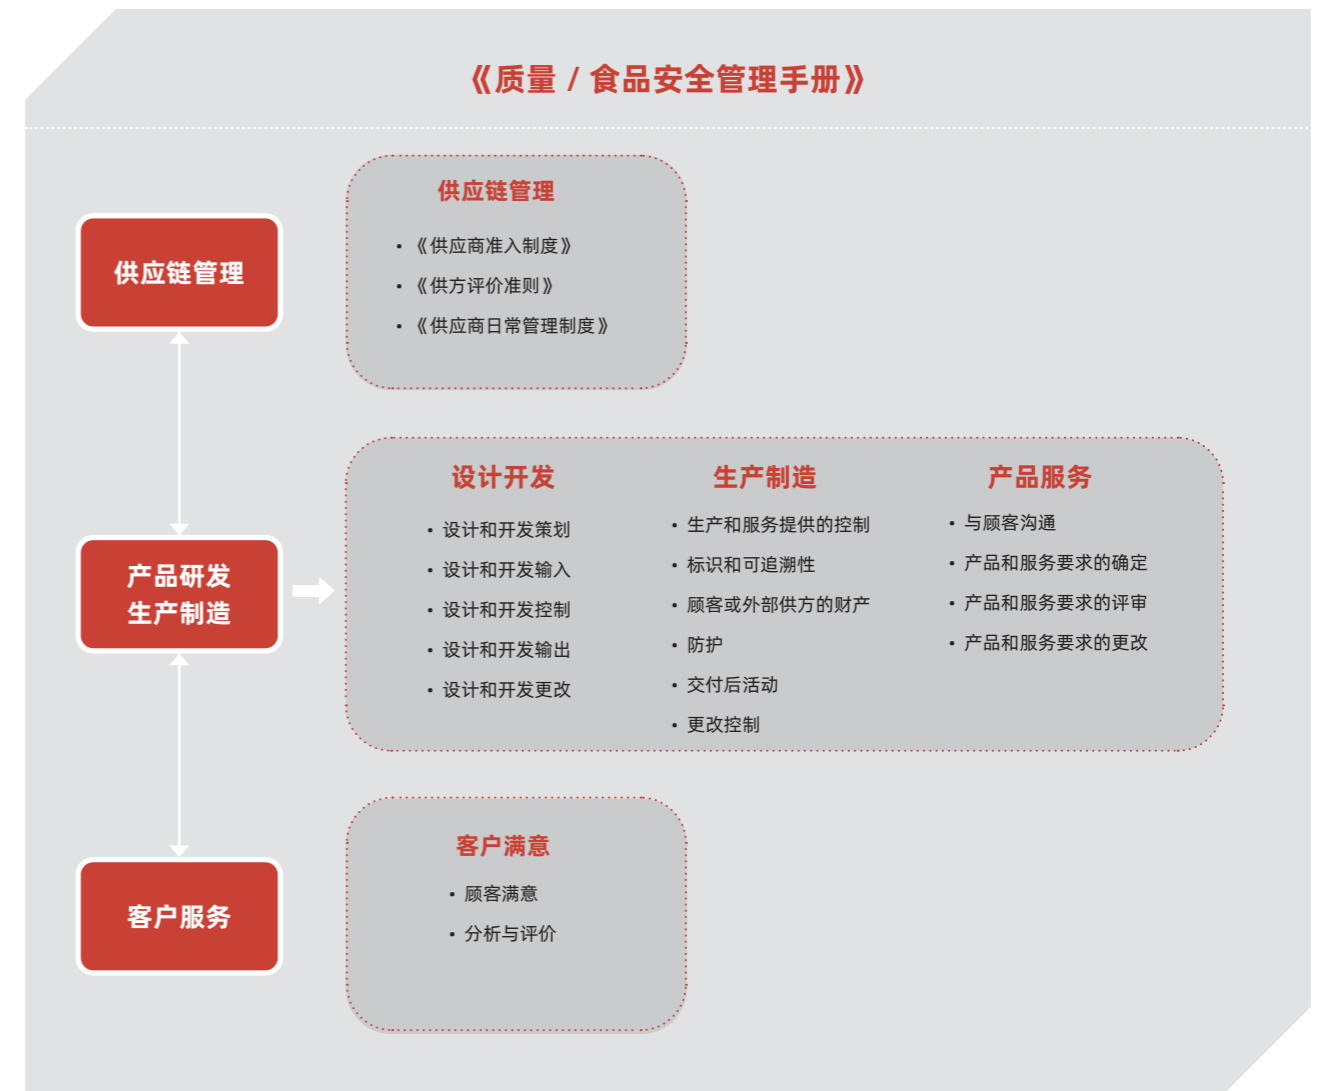 《质量 / 食品安全管理手册》
供应链管理
供应链管理
• 《供应商准入制度》
• 《供方评价准则》
• 《供应商日常管理制度》
产品研发
生产制造
设计开发
• 设计和开发策划
• 设计和开发输入
• 设计和开发控制
• 设计和开发输出
• 设计和开发更改
生产制造
• 生产和服务提供的控制
• 标识和可追溯性
• 顾客或外部供方的财产
• 防护
• 交付后活动
• 更改控制
产品服务
• 与顾客沟通
• 产品和服务要求的确定
• 产品和服务要求的评审
• 产品和服务要求的更改
客户服务
客户满意
• 顾客满意
• 分析与评价